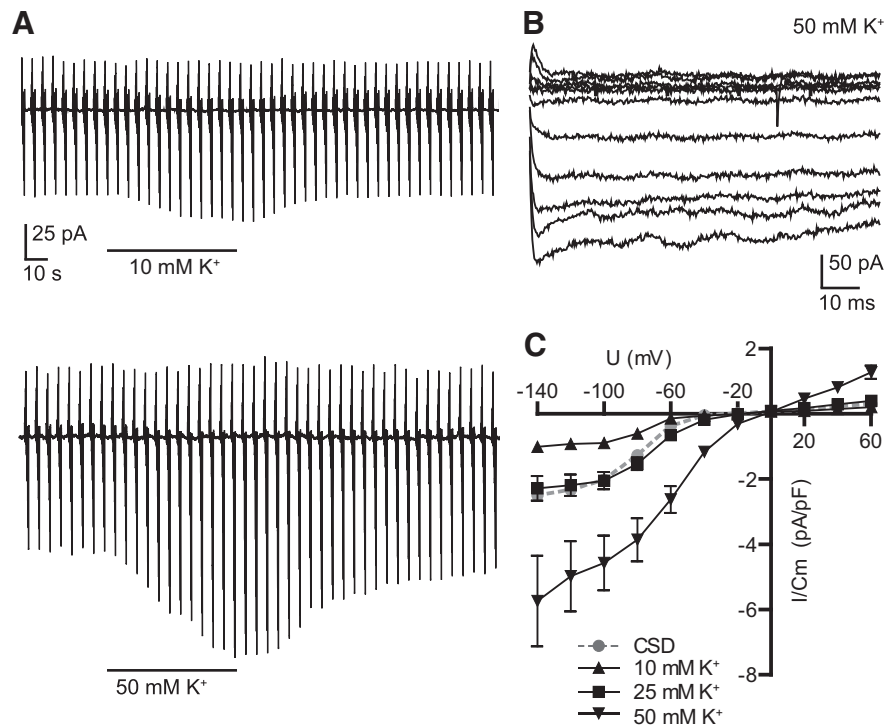 A
25 pA
10 s
10 mM K⁺
50 mM K⁺
B
50 mM K⁺
50 pA
10 ms
C
U (mV)
-140 -100 -60 -20
20 60
2
-2
-4
-6
-8
I/Cm (pA/pF)
CSD
10 mM K⁺
25 mM K⁺
50 mM K⁺